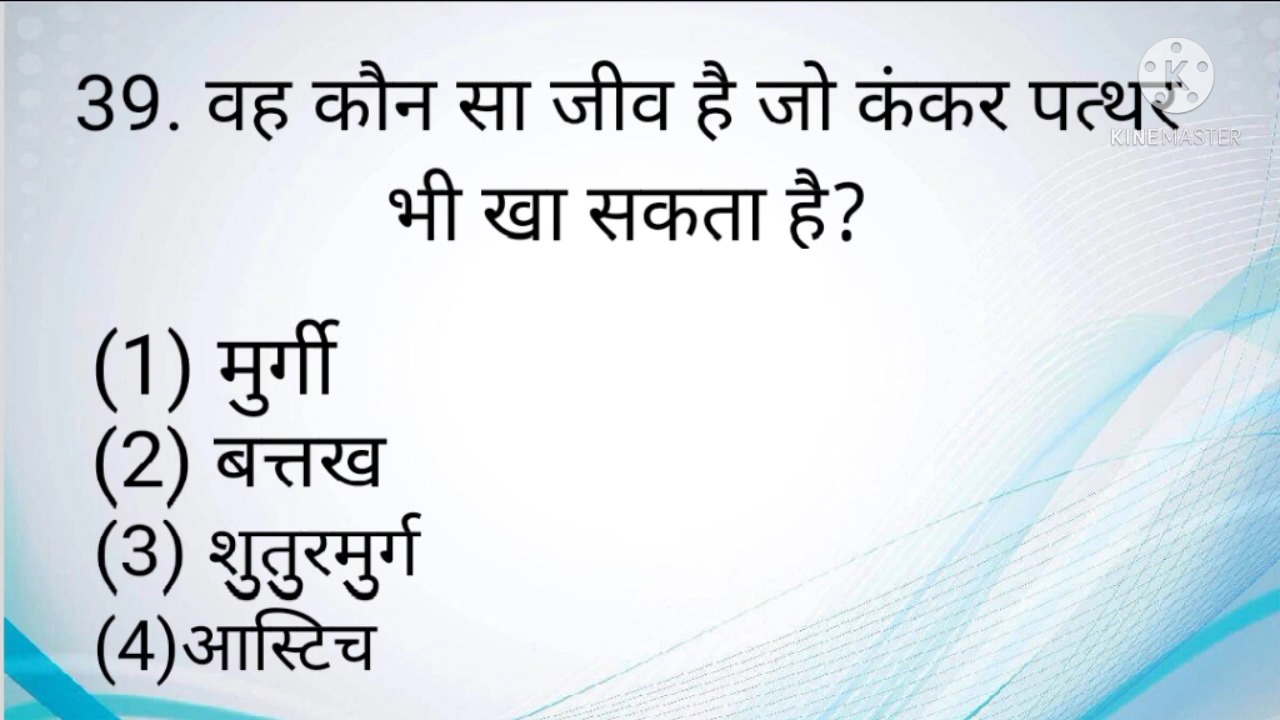 39. वह कौन सा जीव है जो कंकर पत्थर
भी खा सकता है?
(1) मुर्गी
(2) बत्तख
(3) शुतुरमुर्ग
(4)आस्टिच
K
KINEMASTER